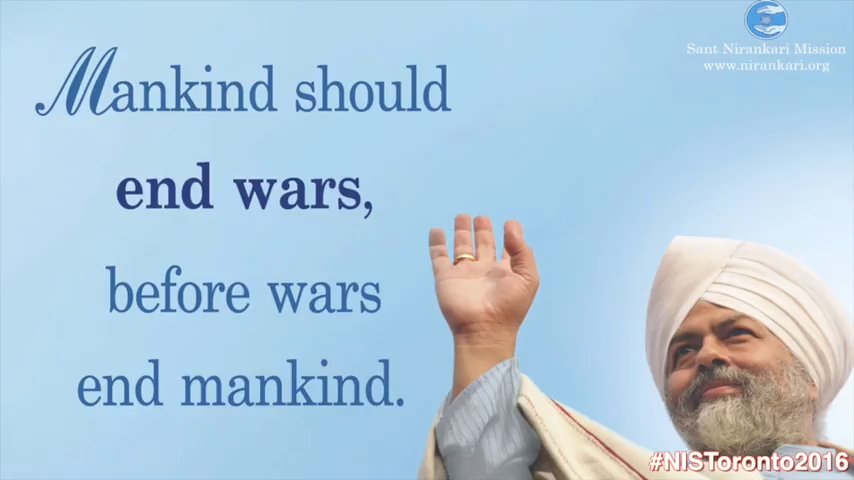 Mankind should
end wars,
before wars
end mankind.
Sant Nirankari Mission
www.nirankari.org
#NISToronto2016